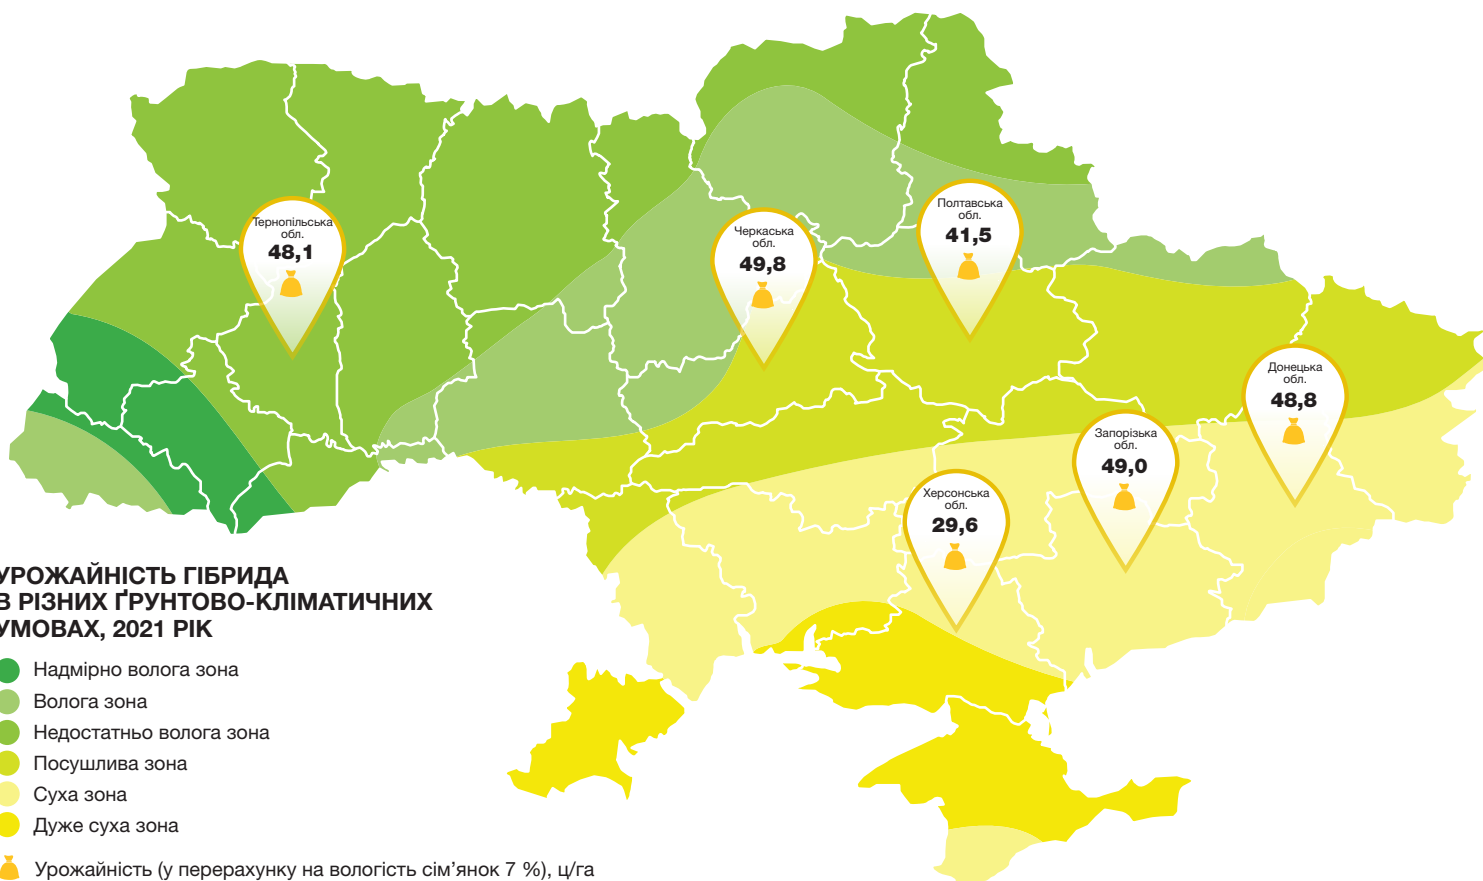 Тернопільська
обл.
48,1
Черкаська
обл.
49,8
Полтавська
обл.
41,5
Донецька
обл.
48,8
Запорізька
обл.
49,0
Херсонська
обл.
29,6
УРОЖАЙНІСТЬ ГІБРИДА
В РІЗНИХ ҐРУНТОВО-КЛІМАТИЧНИХ
УМОВАХ, 2021 РІК
Надмірно волога зона
Волога зона
Недостатньо волога зона
Посушлива зона
Суха зона
Дуже суха зона
Урожайність (у перерахунку на вологість сім’янок 7 %), ц/га